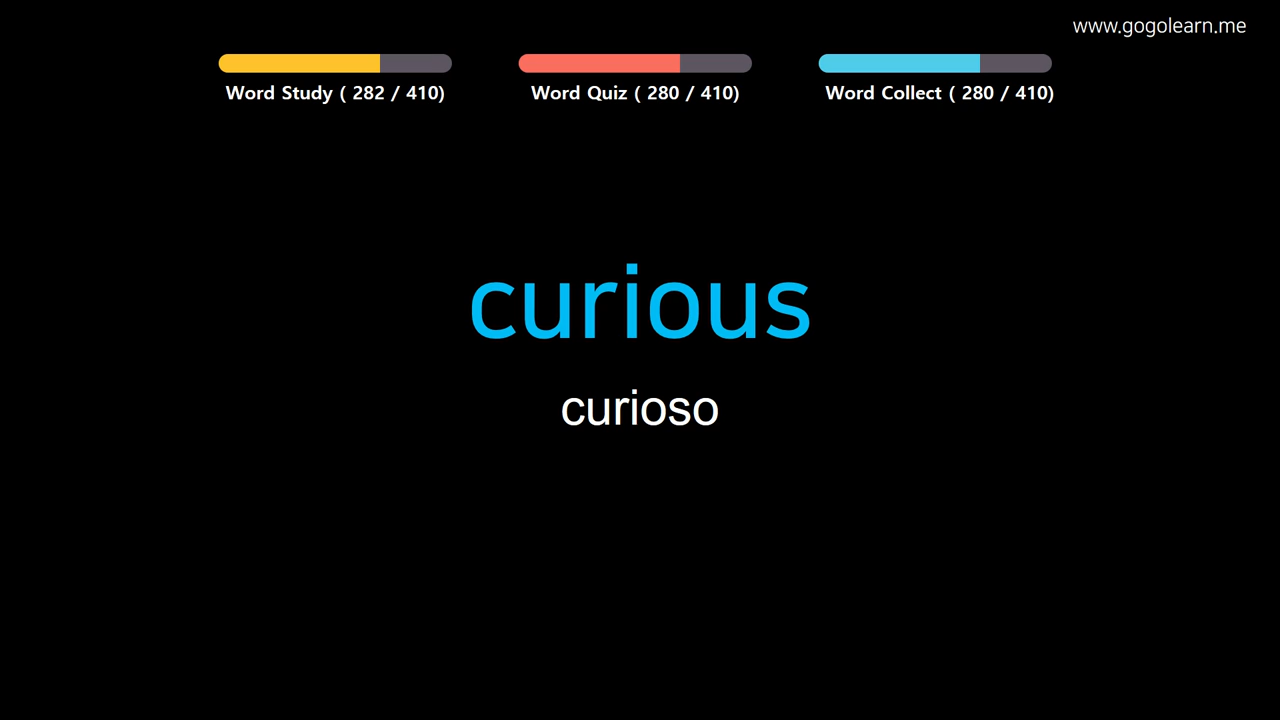 www.gogolearn.me
Word Study ( 282 / 410)
Word Quiz ( 280 / 410)
Word Collect ( 280 / 410)
curious
curioso